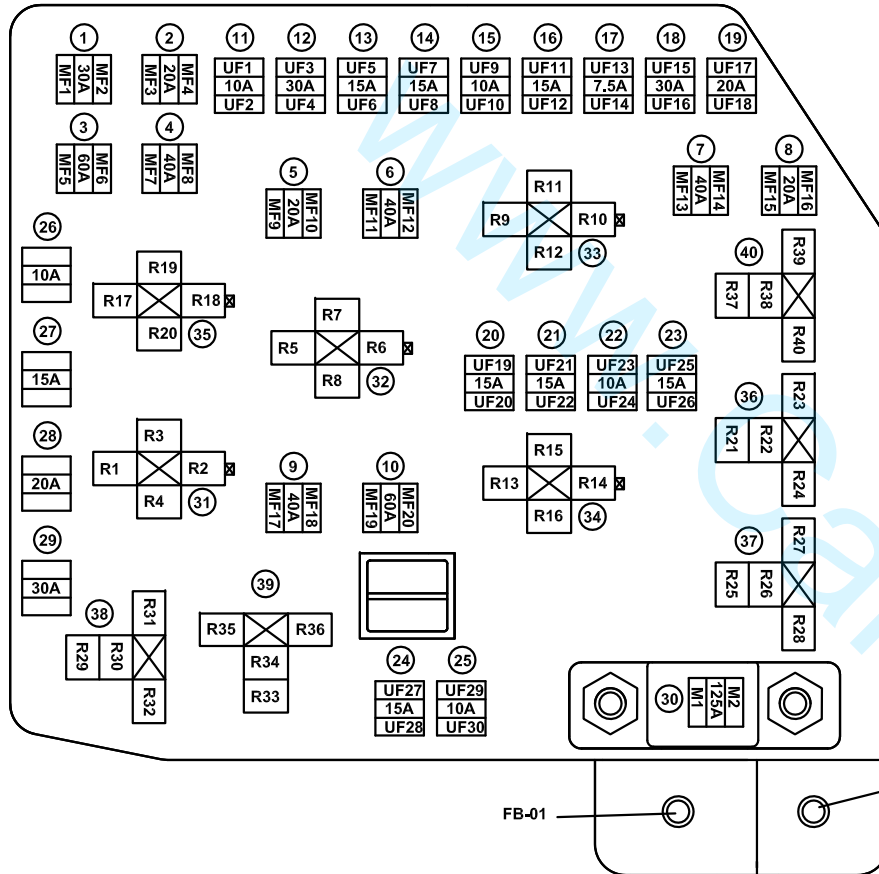 1 2 11 12 13 14 15 16 17 18 19
MF1 30A MF2
MF3 20A MF4
UF1 10A UF2
UF3 30A UF4
UF5 15A UF6
UF7 15A UF8
UF9 10A UF10
UF11 15A UF12
UF13 7.5A UF14
UF15 30A UF16
UF17 20A UF18
3 4
MF5 60A MF6
MF7 40A MF8
5 6
MF9 20A MF10
MF11 40A MF12
7 8
MF13 40A MF14
MF15 20A MF16
R11
R9 R10
R12 33
26
10A
R19
R17 R18
R20 35
R7
R5 R6
R8 32
40
R39
R37 R38
R40
27
15A
20 21 22 23
UF19 15A UF20
UF21 15A UF22
UF23 10A UF24
UF25 15A UF26
36
R23
R21 R22
R24
28
20A
R3
R1 R2
R4 31
9 10
MF17 40A MF18
MF19 60A MF20
R15
R13 R14
R16 34
37
R27
R25 R26
R28
29
30A
38
R31
R29 R30
R32
39
R35 R36
R34
R33
24 25
UF27 15A UF28
UF29 10A UF30
30
M1 125A M2
FB-01